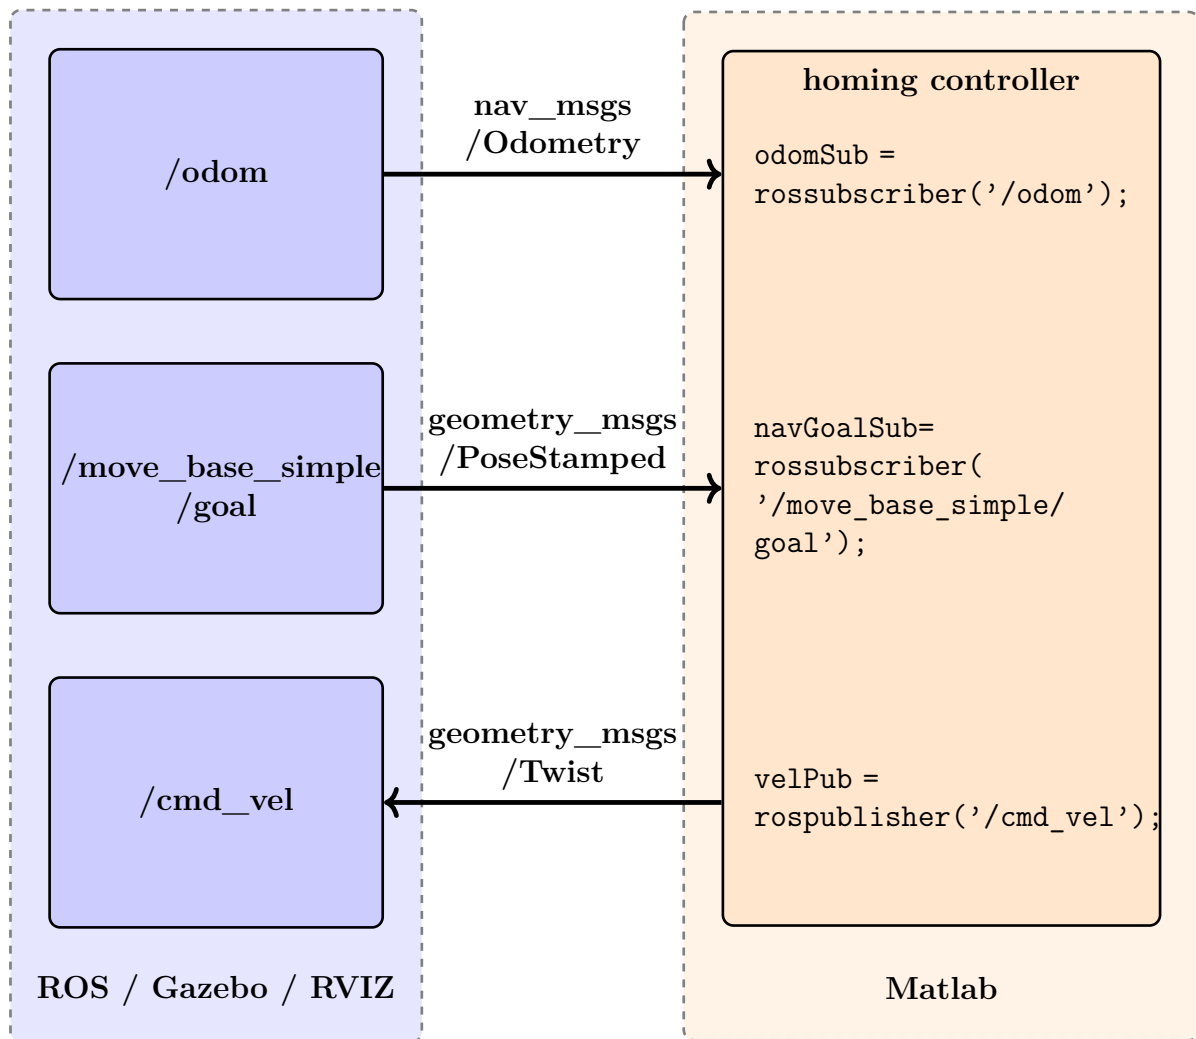 /odom
/move_base_simple
/goal
/cmd_vel
ROS / Gazebo / RVIZ
nav_msgs
/Odometry
geometry_msgs
/PoseStamped
geometry_msgs
/Twist
homing controller
odomSub =
rossubscriber('/odom');
navGoalSub=
rossubscriber(
'/move_base_simple/
goal');
velPub =
rospublisher('/cmd_vel');
Matlab